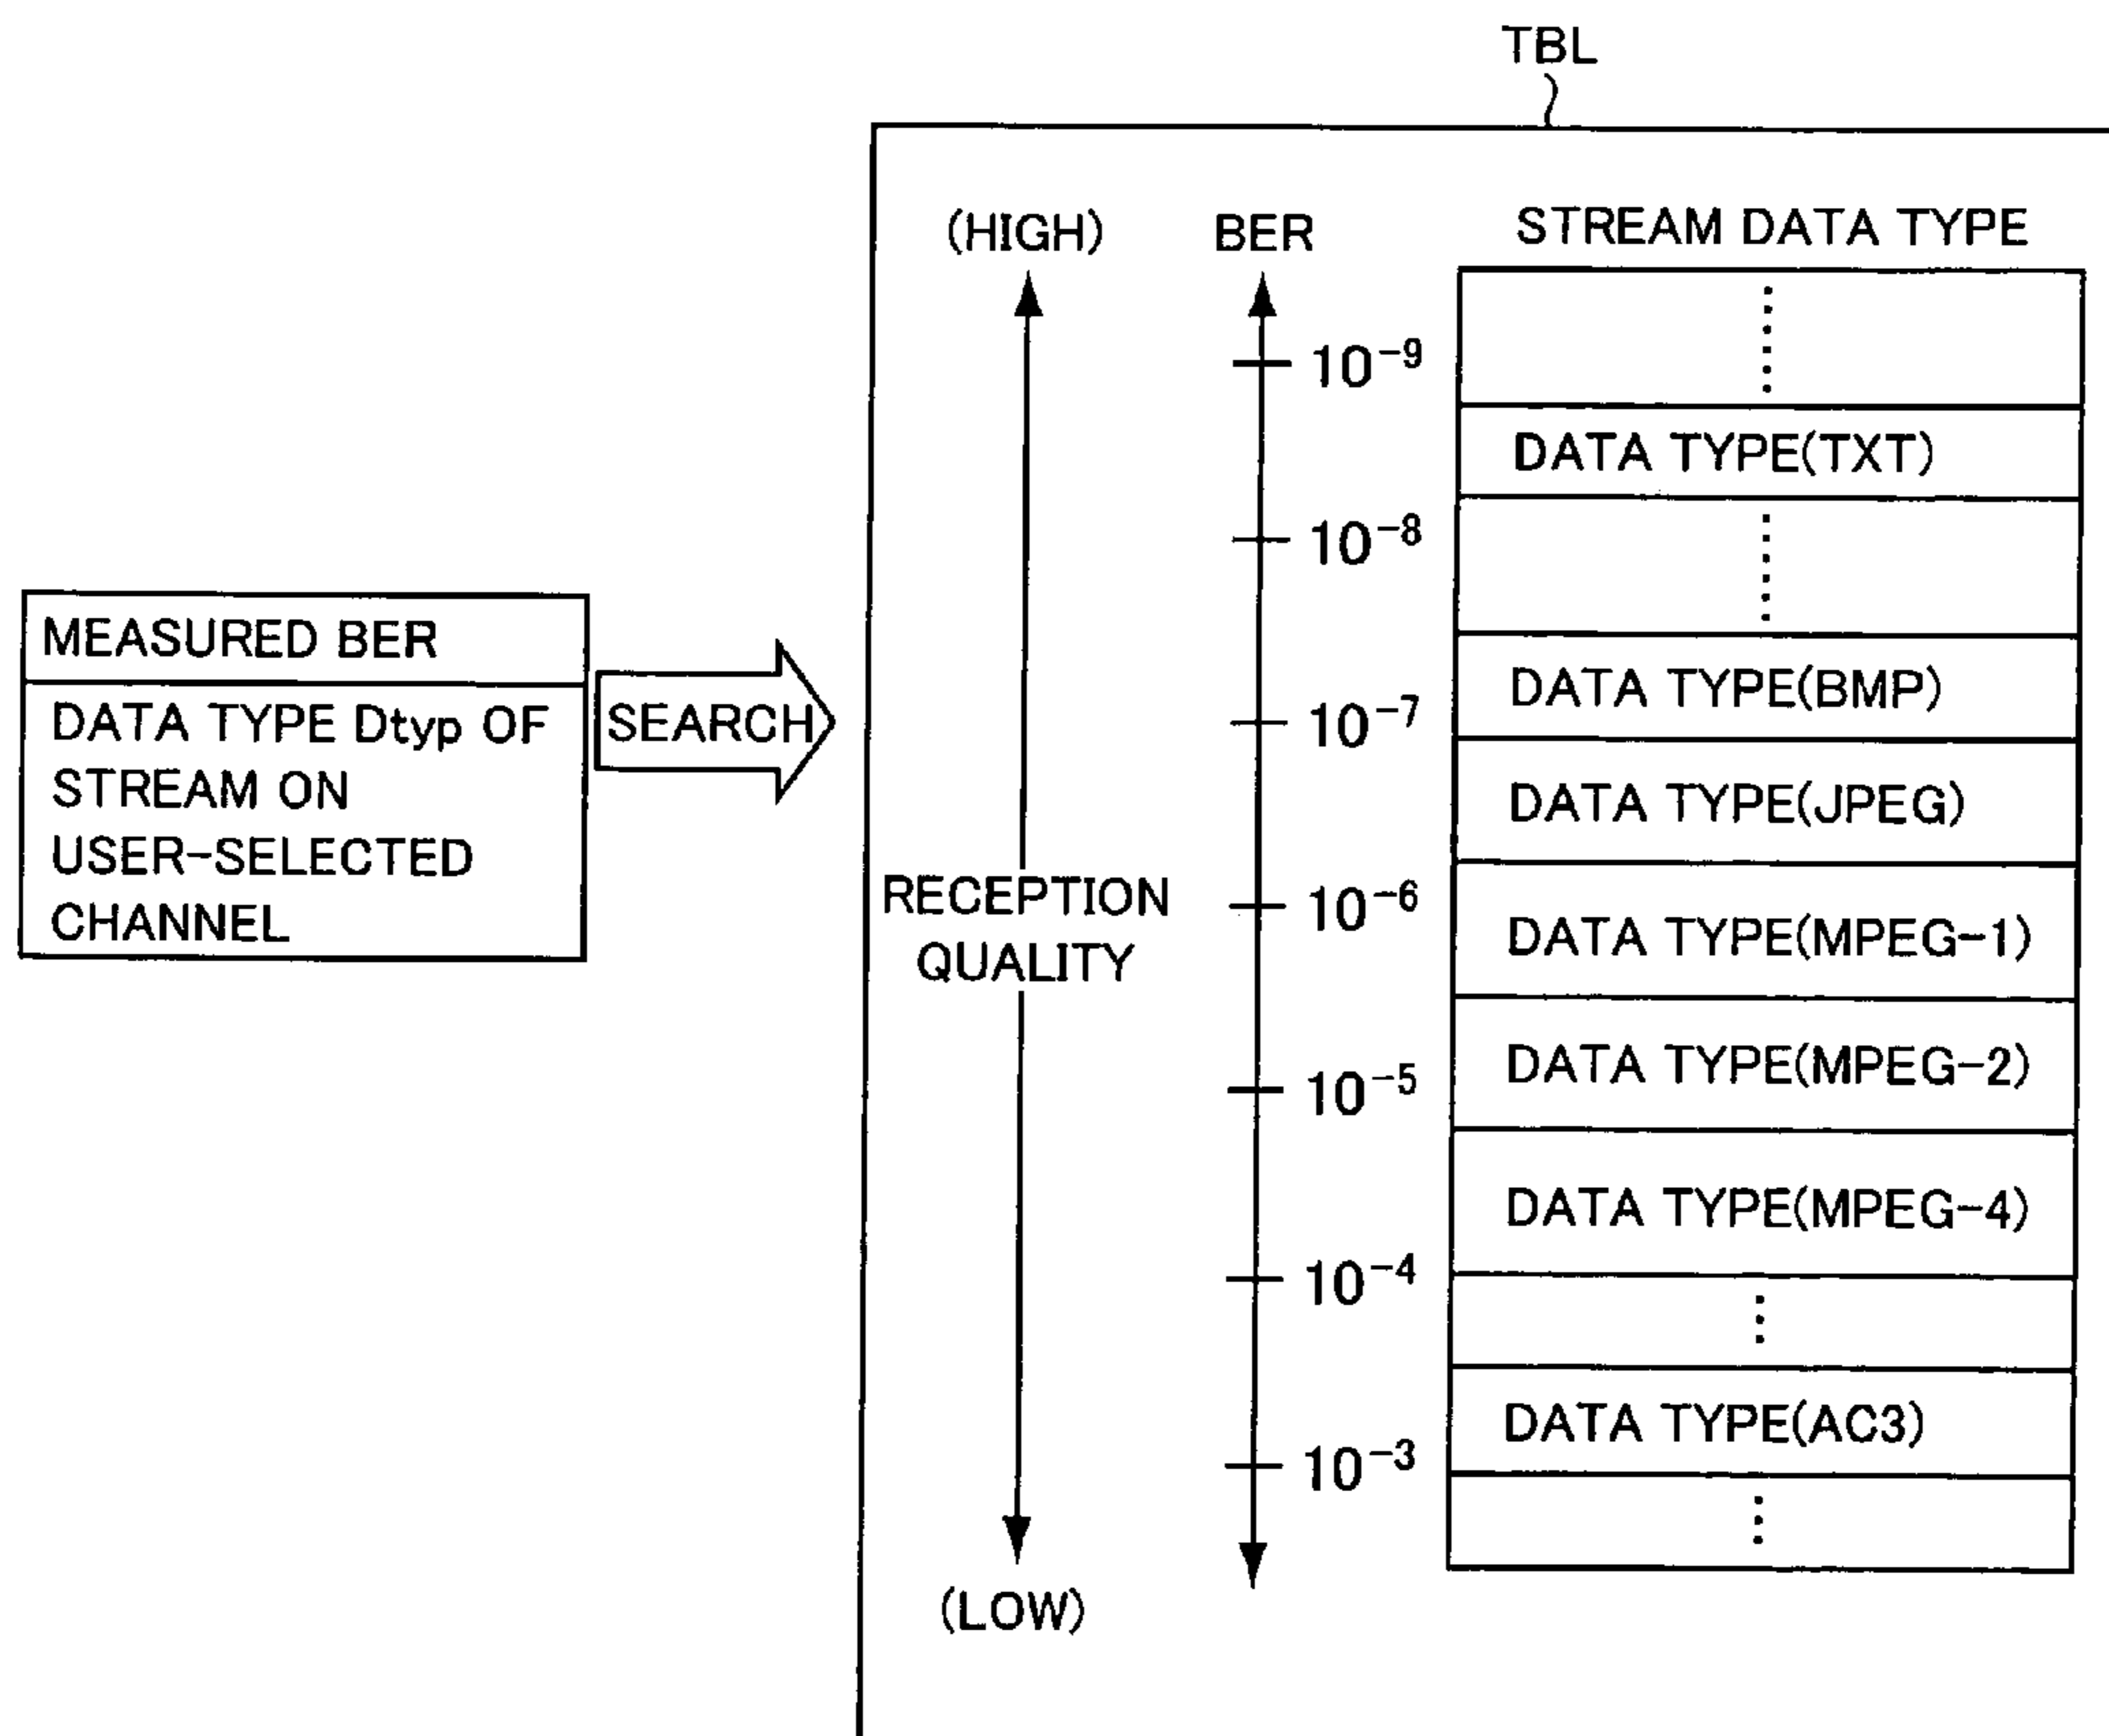 TBL
(HIGH)
BER
STREAM DATA TYPE
10⁻⁹
DATA TYPE(TXT)
10⁻⁸
MEASURED BER
DATA TYPE Dtyp OF
STREAM ON
USER-SELECTED
CHANNEL
SEARCH
DATA TYPE(BMP)
10⁻⁷
DATA TYPE(JPEG)
RECEPTION
QUALITY
10⁻⁶
DATA TYPE(MPEG-1)
DATA TYPE(MPEG-2)
10⁻⁵
DATA TYPE(MPEG-4)
10⁻⁴
DATA TYPE(AC3)
10⁻³
(LOW)